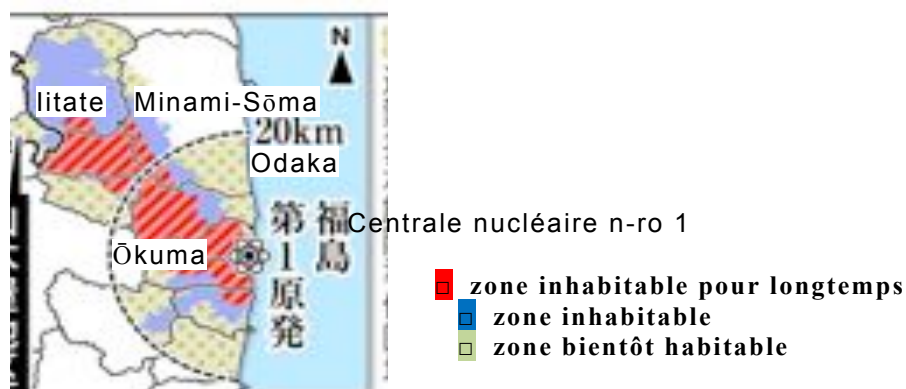 N
Iitate
Minami-Sōma
20km
Odaka
福島
第1原発
Centrale nucléaire n-ro 1
Ōkuma
zone inhabitable pour longtemps
zone inhabitable
zone bientôt habitable